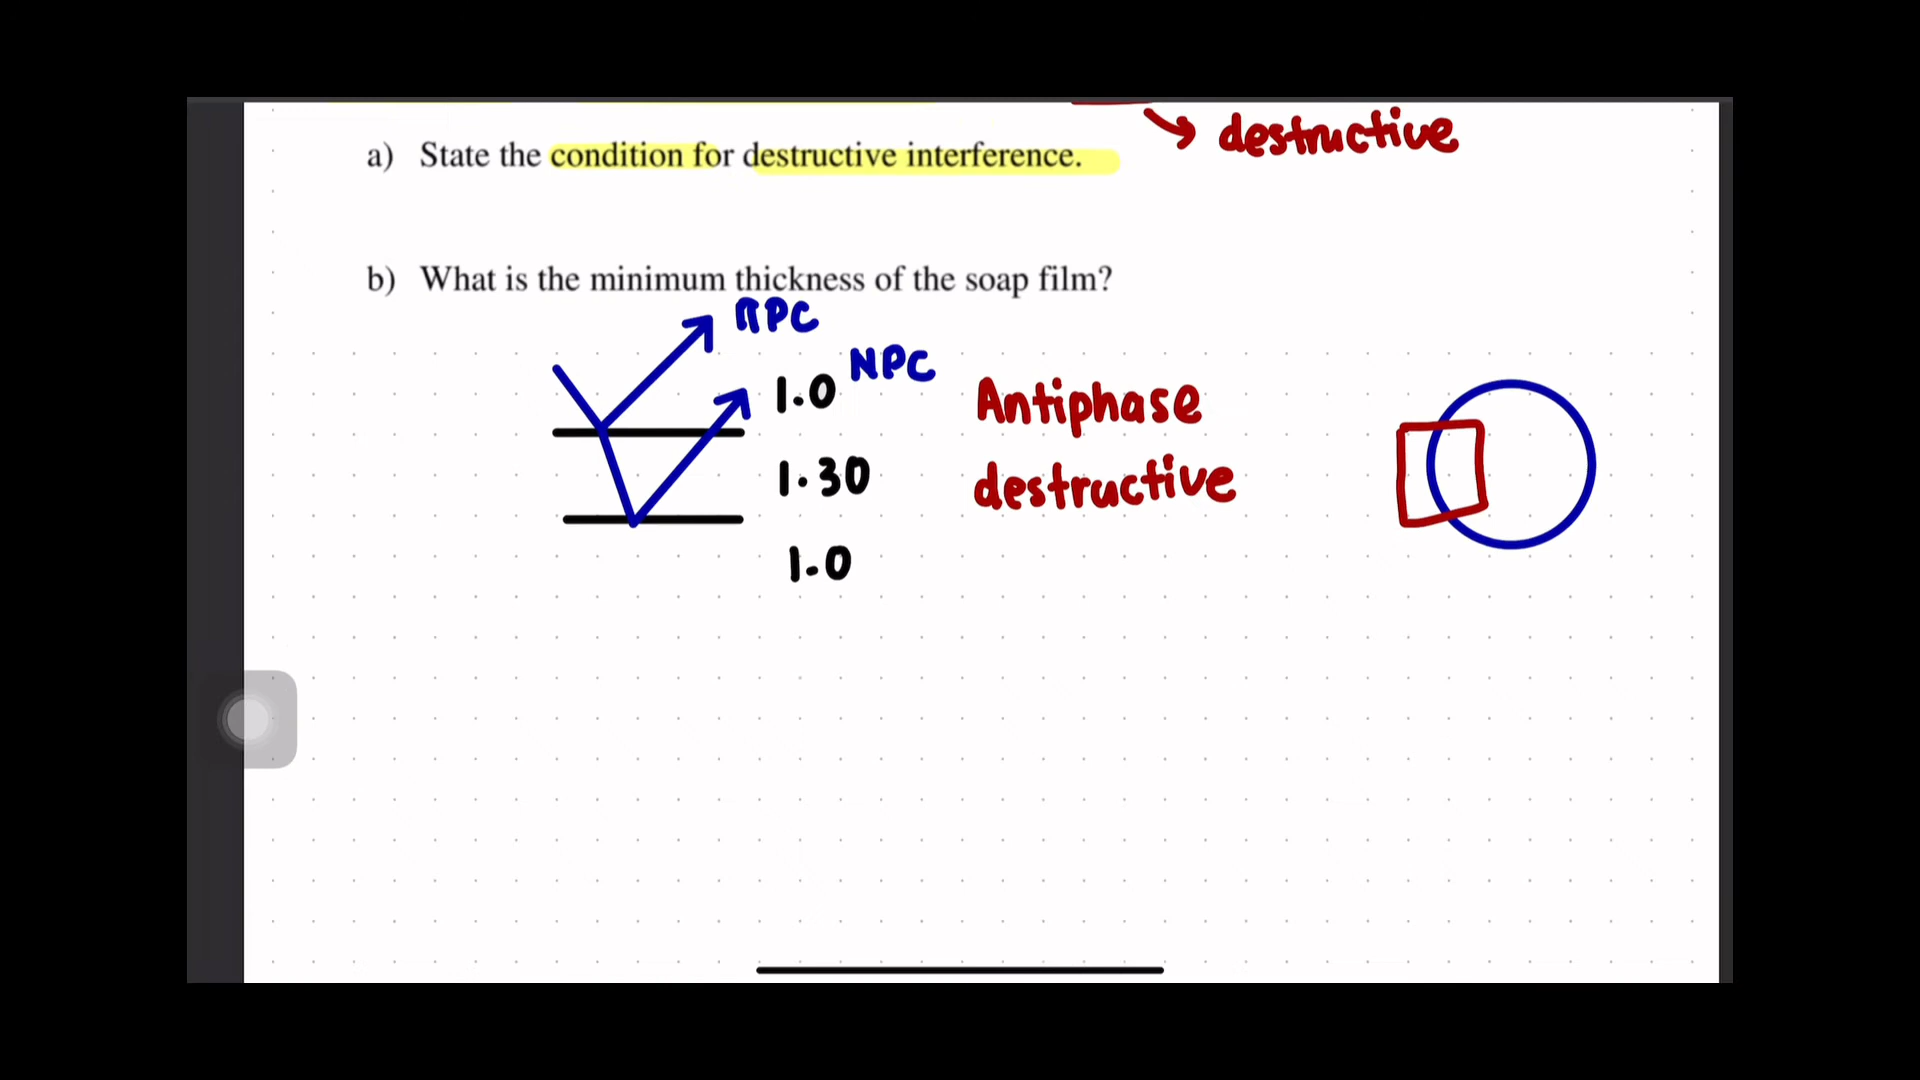 destructive
a) State the condition for destructive interference.
b) What is the minimum thickness of the soap film?
πPC
1.0 NPC
Antiphase
1.30
destructive
1.0